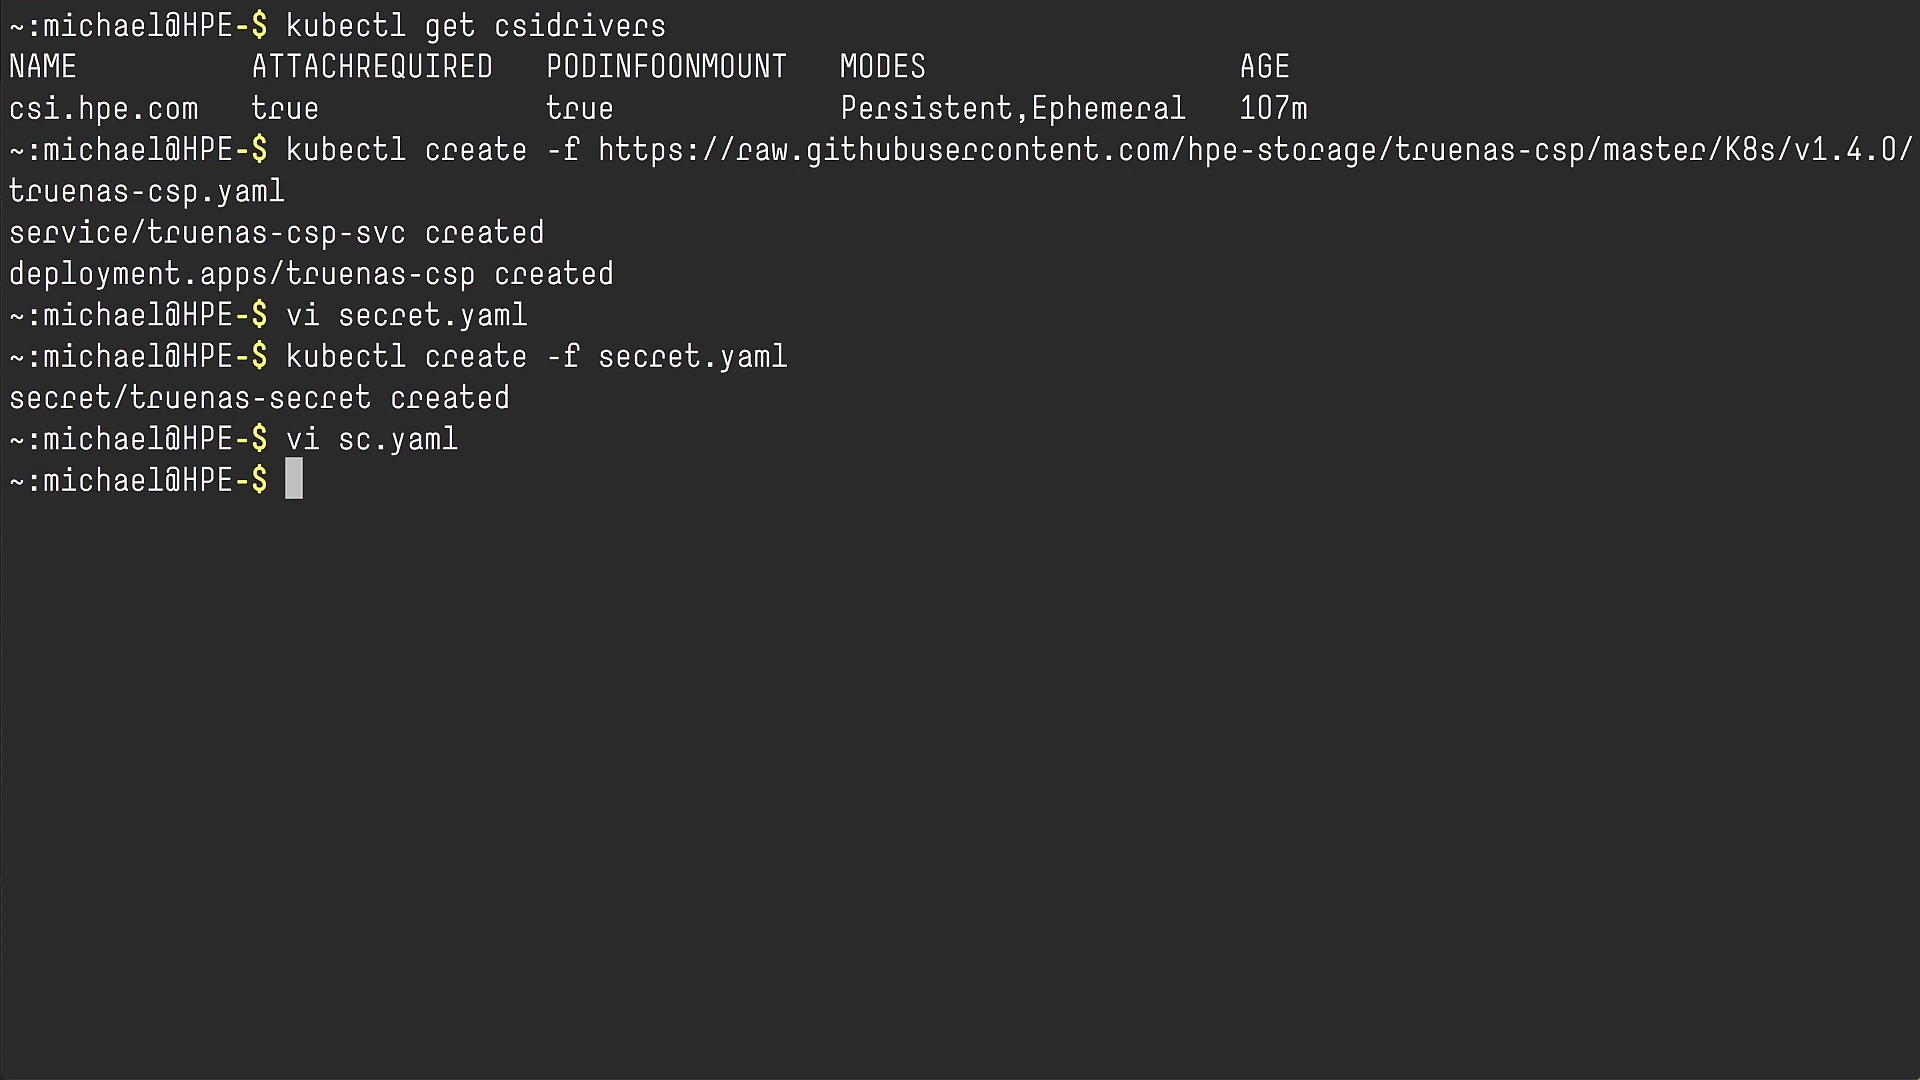 ~:michael@HPE-$ kubectl get csidrivers
NAME          ATTACHREQUIRED   PODINFOONMOUNT   MODES                  AGE
csi.hpe.com   true             true             Persistent,Ephemeral   107m
~:michael@HPE-$ kubectl create -f https://raw.githubusercontent.com/hpe-storage/truenas-csp/master/K8s/v1.4.0/
truenas-csp.yaml
service/truenas-csp-svc created
deployment.apps/truenas-csp created
~:michael@HPE-$ vi secret.yaml
~:michael@HPE-$ kubectl create -f secret.yaml
secret/truenas-secret created
~:michael@HPE-$ vi sc.yaml
~:michael@HPE-$